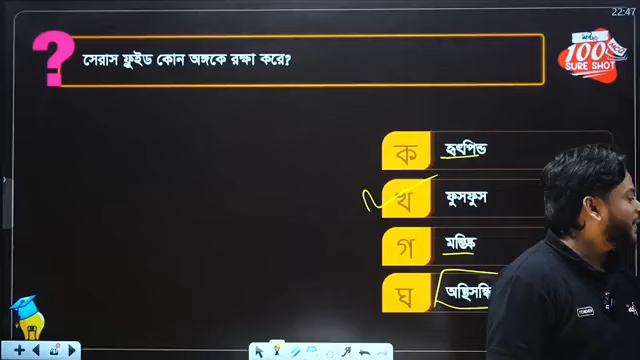 22:47
সেরাস ফ্লুইড কোন অঙ্গকে রক্ষা করে?
100
SURE SHOT
ক হৃৎপিন্ড
খ ফুসফুস
গ মস্তিষ্ক
ঘ অস্থিসন্ধি